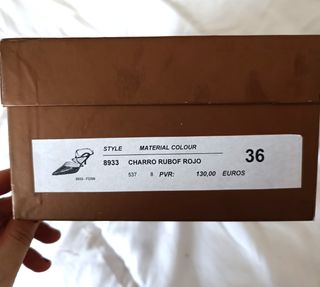 STYLE MATERIAL COLOUR
8933 CHARRO RUBOF ROJO 36
537 8 PVR: 130,00 EUROS